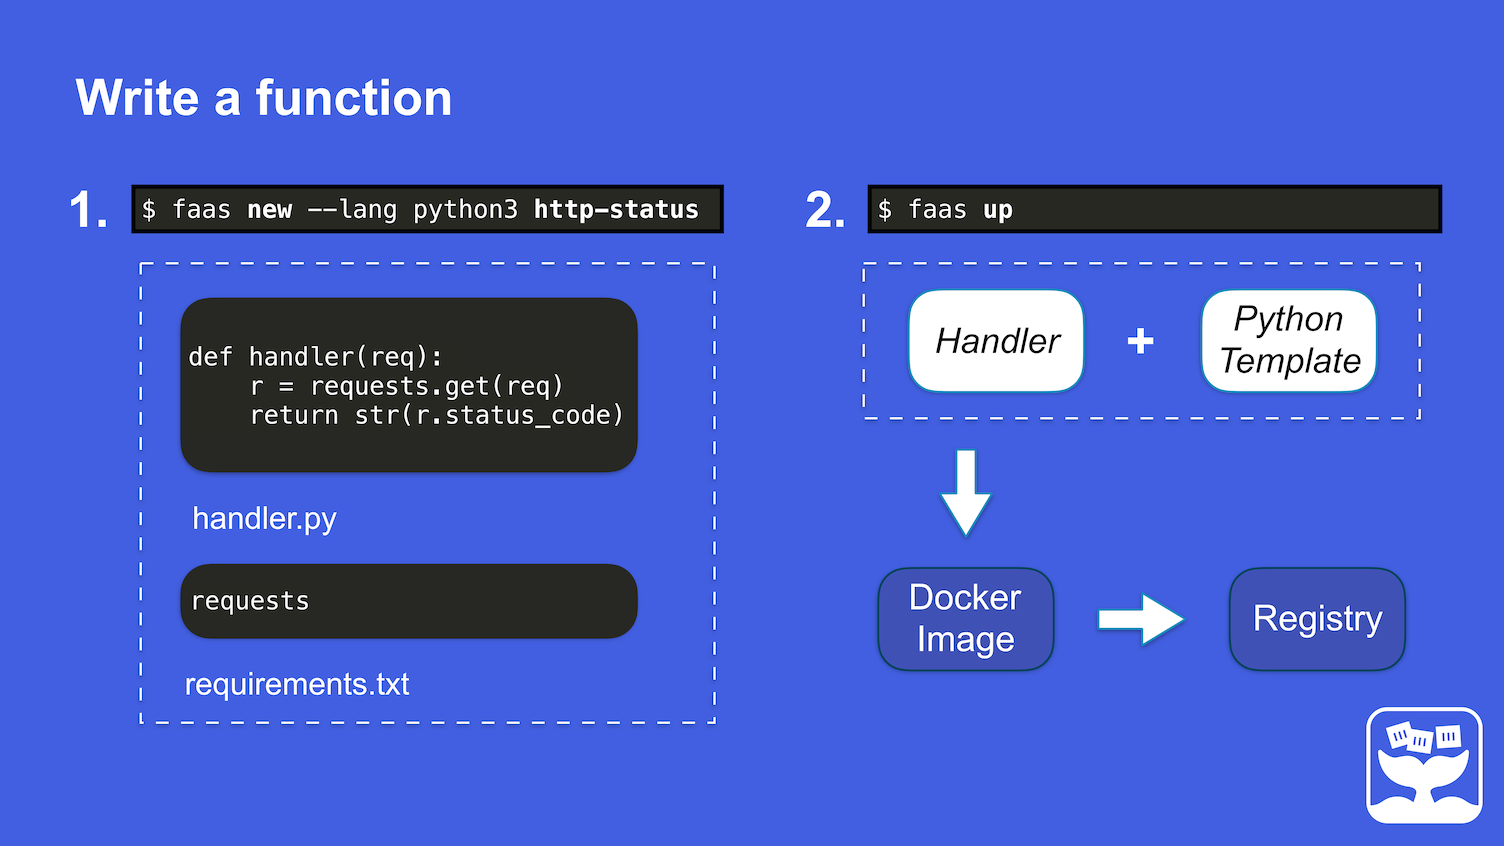 Write a function
1.
$ faas new --lang python3 http-status
def handler(req):
    r = requests.get(req)
    return str(r.status_code)
handler.py
requests
requirements.txt
2.
$ faas up
Handler
+
Python
Template
Docker
Image
Registry